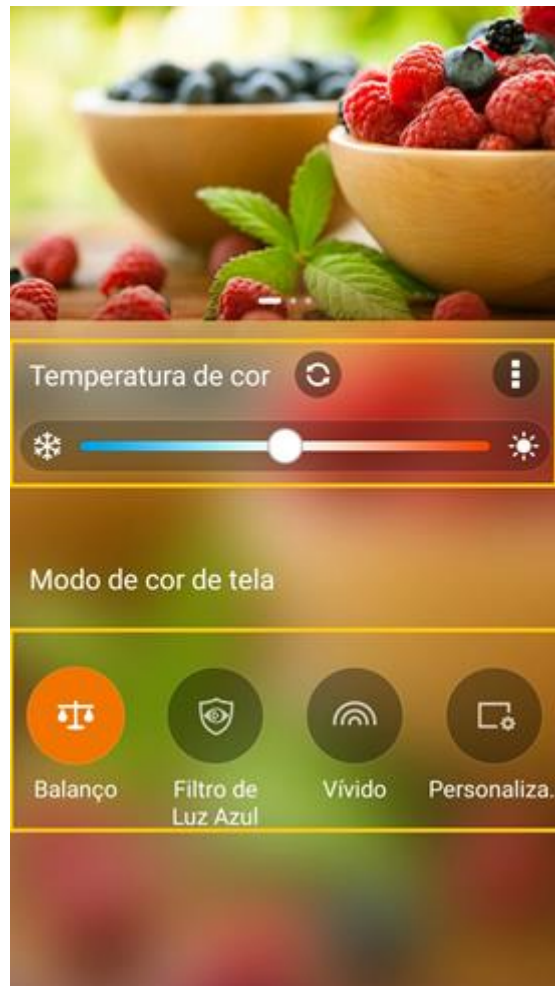 Temperatura de cor
Modo de cor de tela
Balanço
Filtro de
Luz Azul
Vívido
Personaliza.